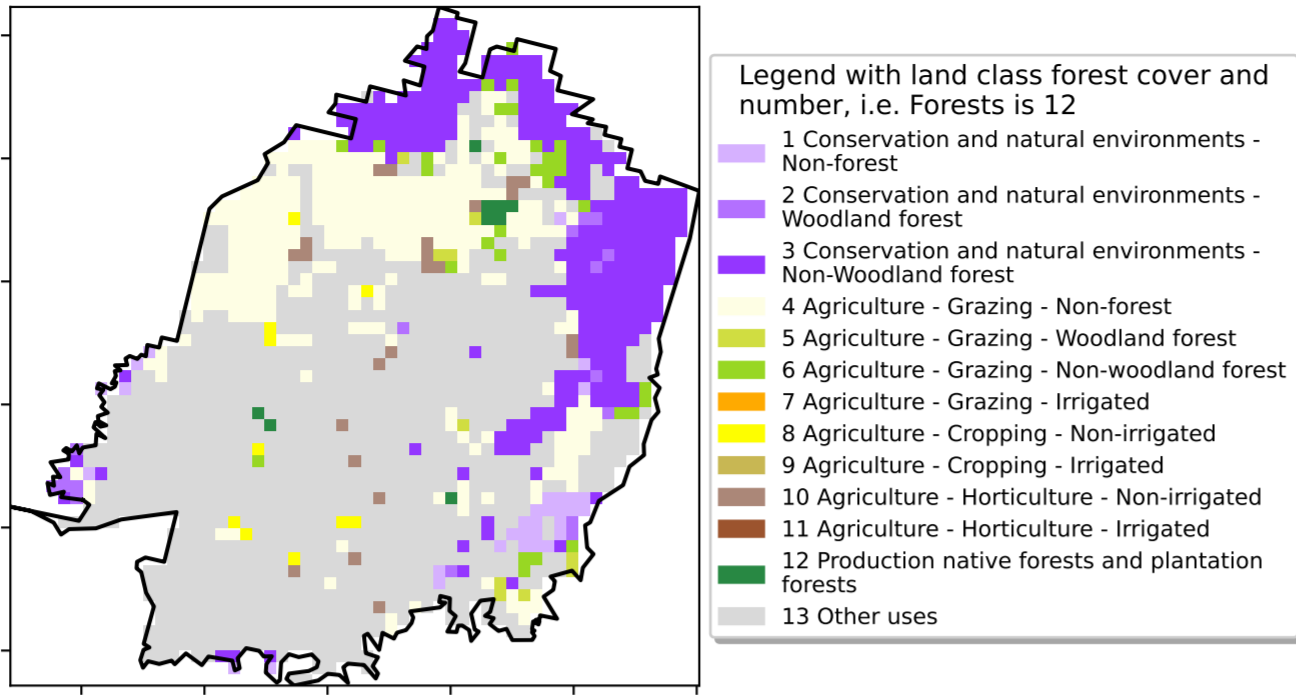 Legend with land class forest cover and
number, i.e. Forests is 12
1 Conservation and natural environments -
Non-forest
2 Conservation and natural environments -
Woodland forest
3 Conservation and natural environments -
Non-Woodland forest
4 Agriculture - Grazing - Non-forest
5 Agriculture - Grazing - Woodland forest
6 Agriculture - Grazing - Non-woodland forest
7 Agriculture - Grazing - Irrigated
8 Agriculture - Cropping - Non-irrigated
9 Agriculture - Cropping - Irrigated
10 Agriculture - Horticulture - Non-irrigated
11 Agriculture - Horticulture - Irrigated
12 Production native forests and plantation
forests
13 Other uses